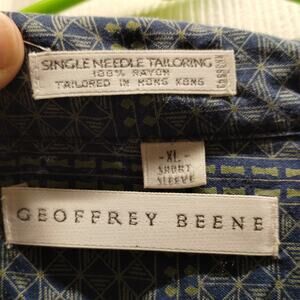 SINGLE NEEDLE TAILORING
100% RAYON
TAILORED IN HONG KONG
-XL-
SHORT
SLEEVE
GEOFFREY BEENE